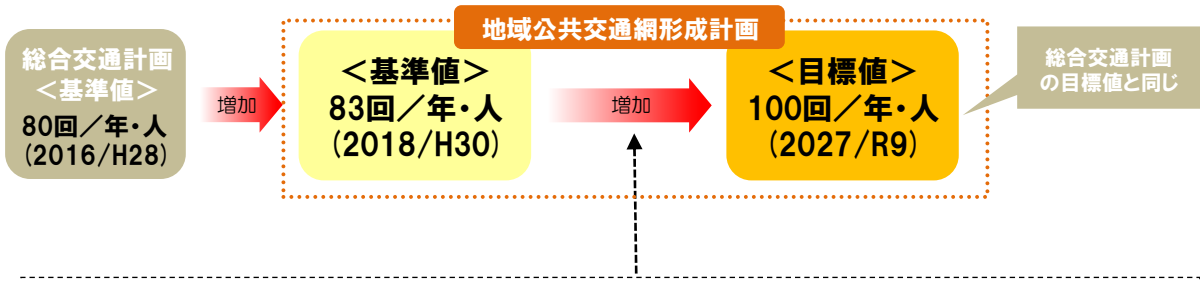 地域公共交通網形成計画
総合交通計画
<基準値>
80回/年・人
(2016/H28)
増加
<基準値>
83回/年・人
(2018/H30)
増加
<目標値>
100回/年・人
(2027/R9)
総合交通計画
の目標値と同じ